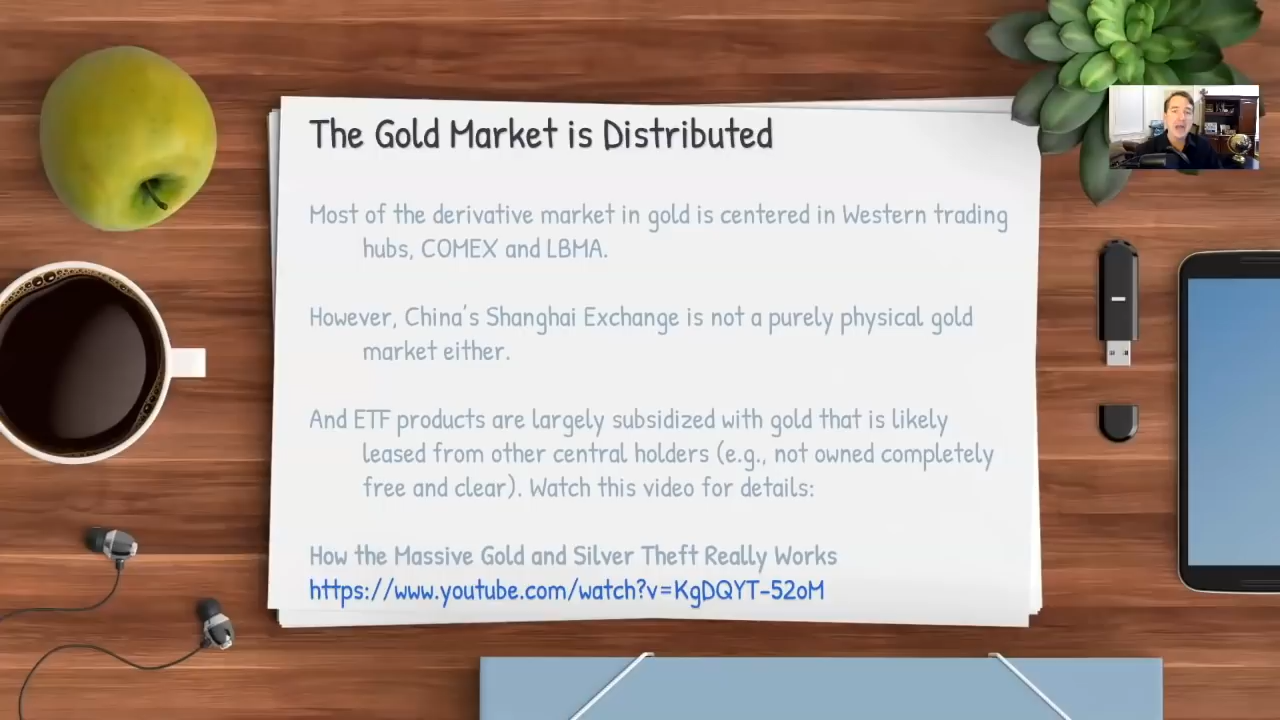 The Gold Market is Distributed
Most of the derivative market in gold is centered in Western trading
hubs, COMEX and LBMA.
However, China's Shanghai Exchange is not a purely physical gold
market either.
And ETF products are largely subsidized with gold that is likely
leased from other central holders (e.g., not owned completely
free and clear). Watch this video for details:
How the Massive Gold and Silver Theft Really Works
https://www.youtube.com/watch?v=KgDQYT-52oM